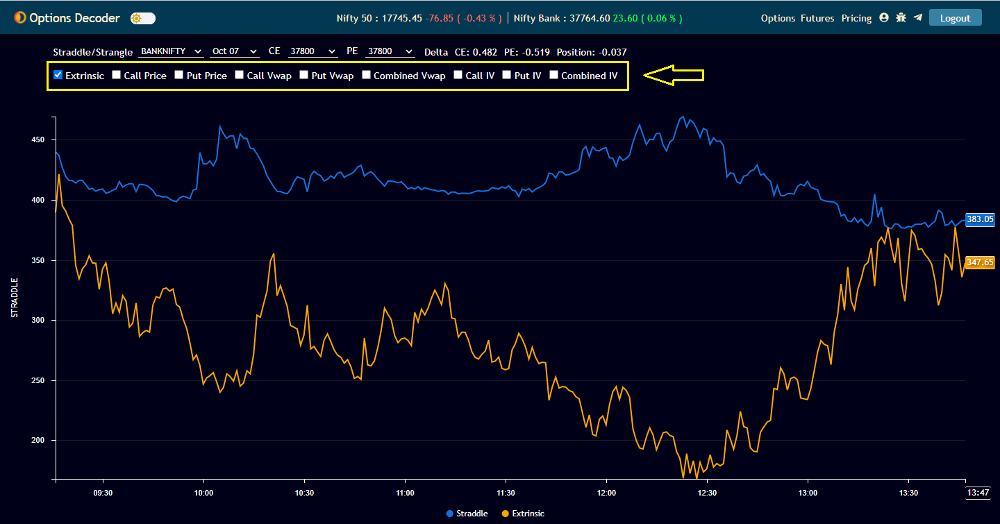 Options Decoder Nifty 50 : 17745.45 -76.85 ( -0.43 % ) | Nifty Bank : 37764.60 23.60 ( 0.06 % ) Options Futures Pricing Logout
Straddle/Strangle BANKNIFTY Oct 07 CE 37800 PE 37800 Delta CE: 0.482 PE: -0.519 Position: -0.037
Extrinsic Call Price Put Price Call Vwap Put Vwap Combined Vwap Call IV Put IV Combined IV
450
400
383.05
350
347.65
STRADDLE
300
250
200
09:30 10:00 10:30 11:00 11:30 12:00 12:30 13:00 13:30 13:47
Straddle Extrinsic